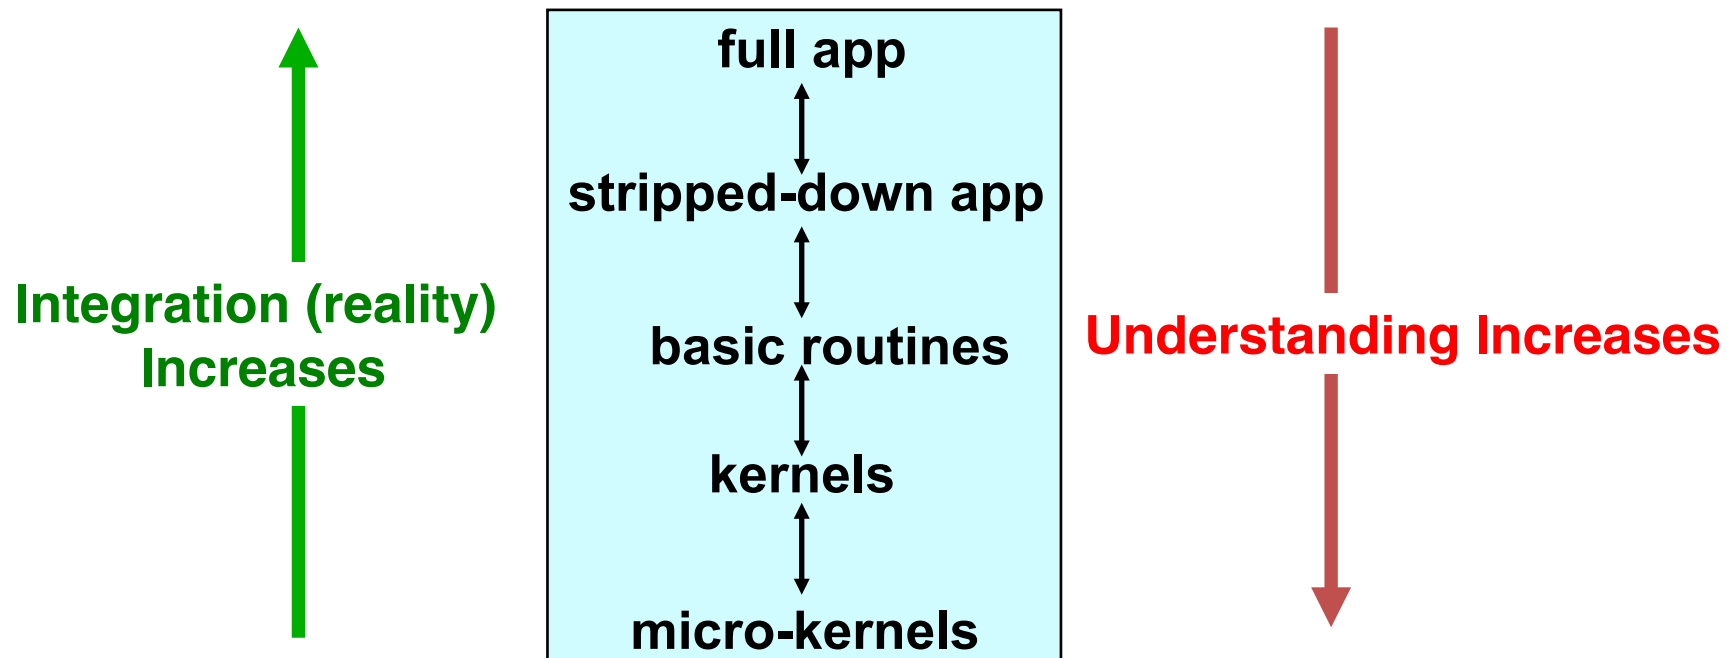 full app
stripped-down app
Integration (reality)
Increases
basic routines
Understanding Increases
kernels
micro-kernels